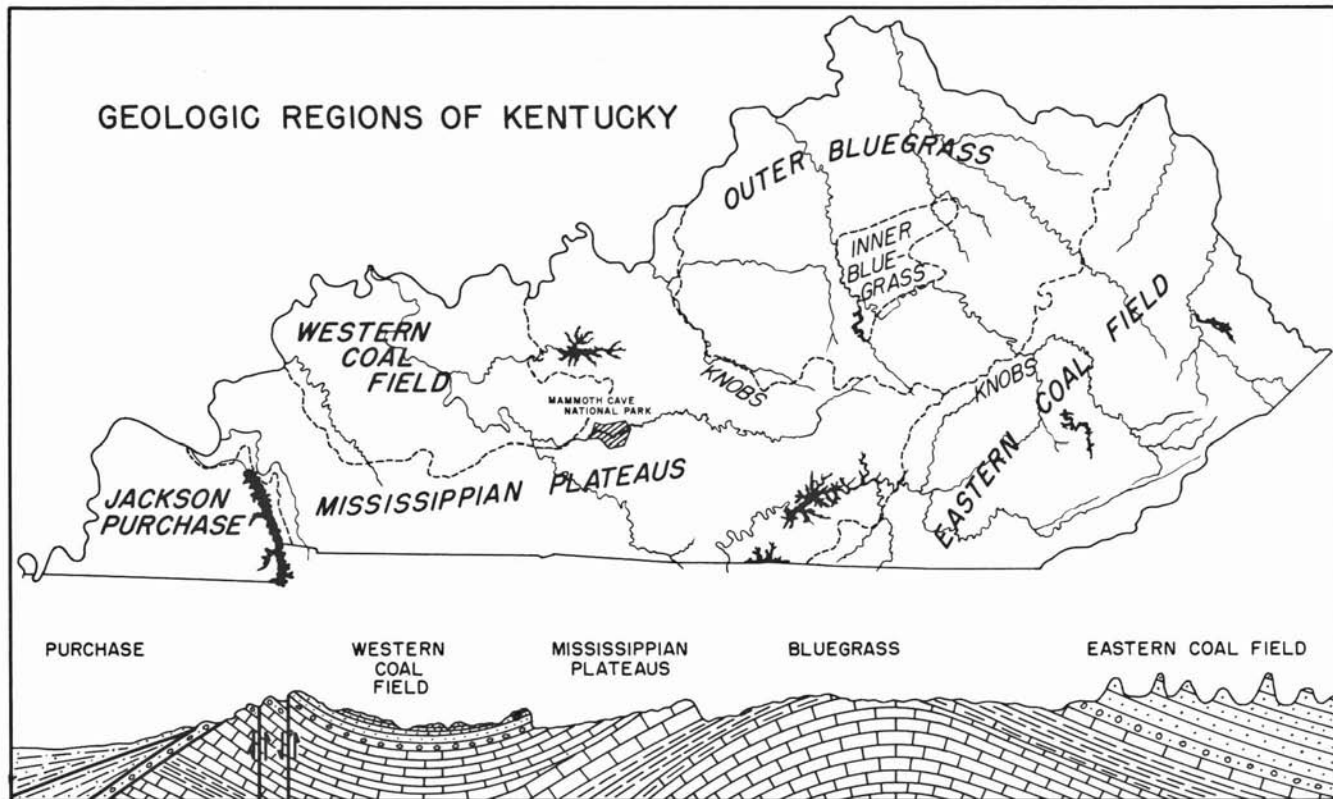 GEOLOGIC REGIONS OF KENTUCKY
OUTER BLUEGRASS
INNER
BLUE-
GRASS
WESTERN
COAL
FIELD
KNOBS
MAMMOTH CAVE
NATIONAL PARK
KNOBS
EASTERN COAL FIELD
JACKSON
PURCHASE
MISSISSIPPIAN PLATEAUS
PURCHASE
WESTERN
COAL
FIELD
MISSISSIPPIAN
PLATEAUS
BLUEGRASS
EASTERN COAL FIELD